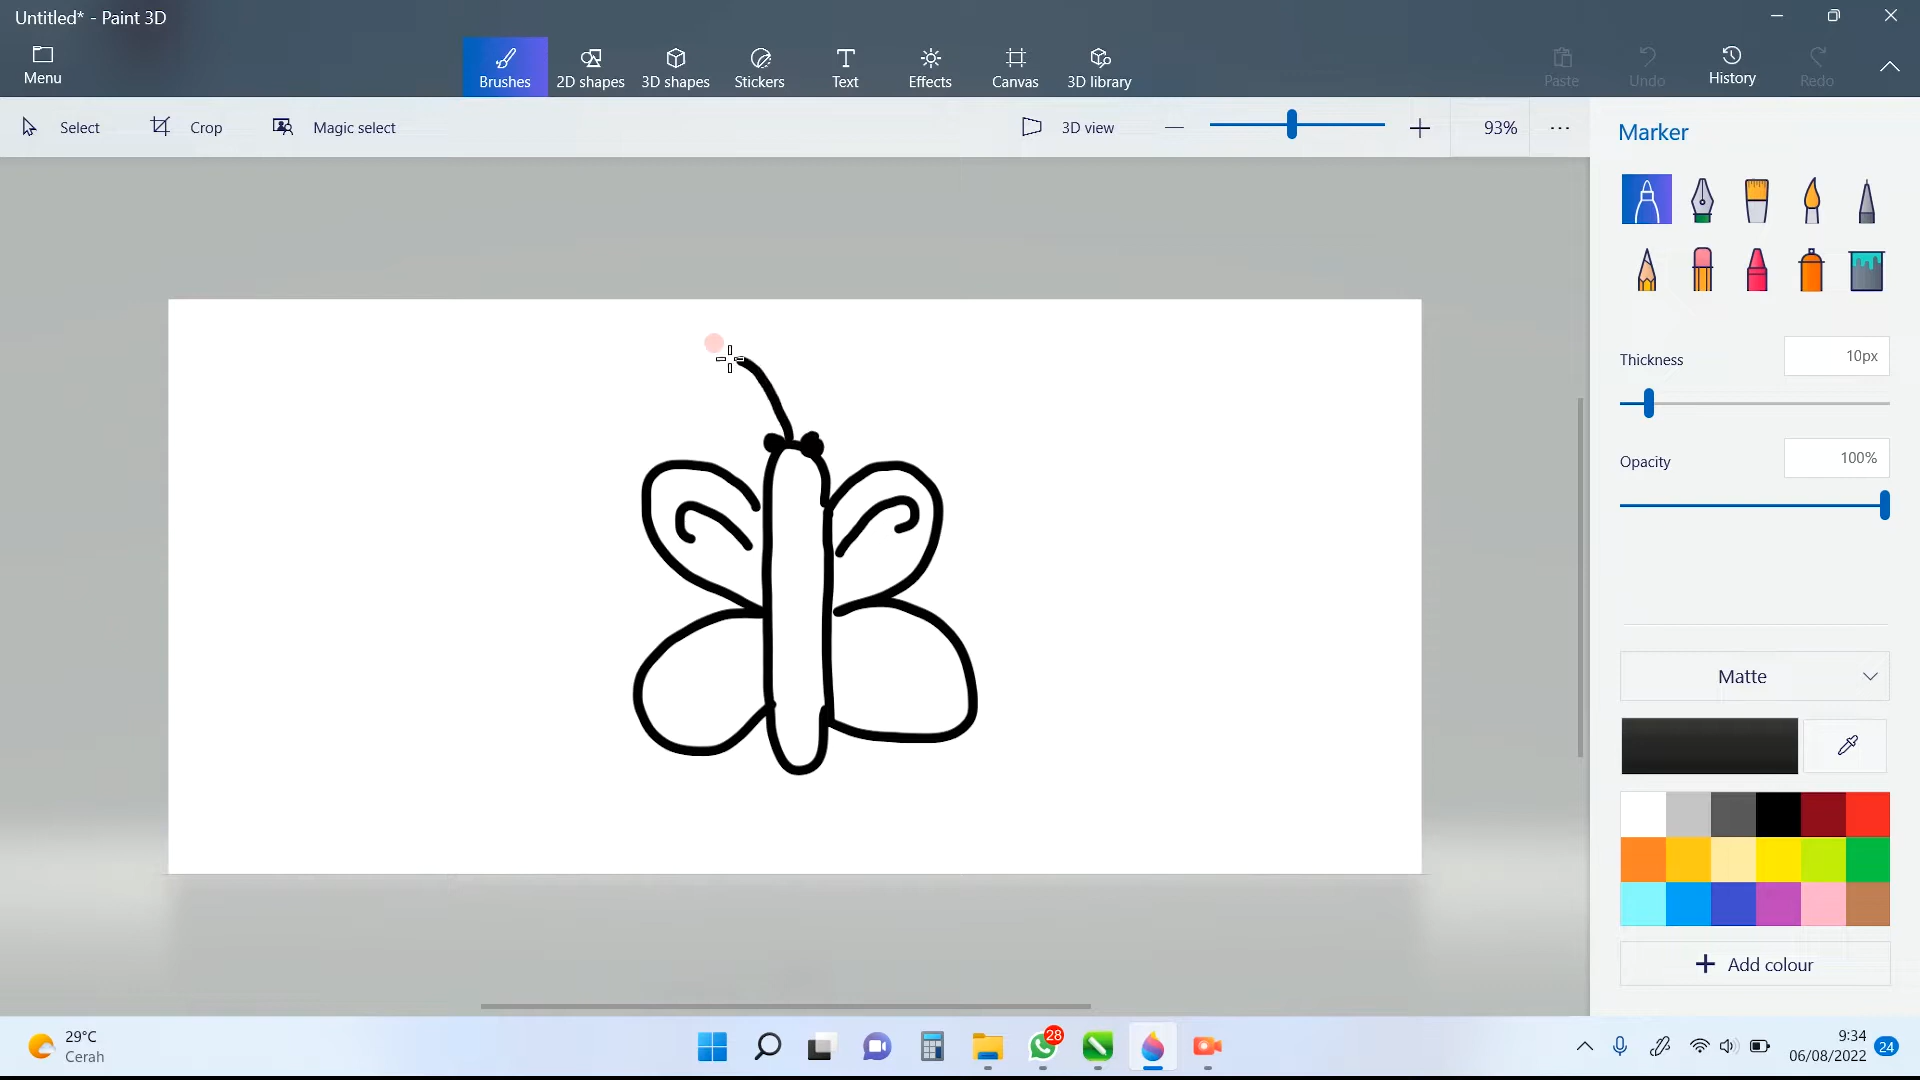 Untitled* - Paint 3D
Menu
Brushes
2D shapes
3D shapes
Stickers
Text
Effects
Canvas
3D library
Paste
Undo
History
Redo
Select
Crop
Magic select
3D view
93%
Marker
Thickness
10px
Opacity
100%
Matte
Add colour
29°C
Cerah
28
9:34
06/08/2022
24